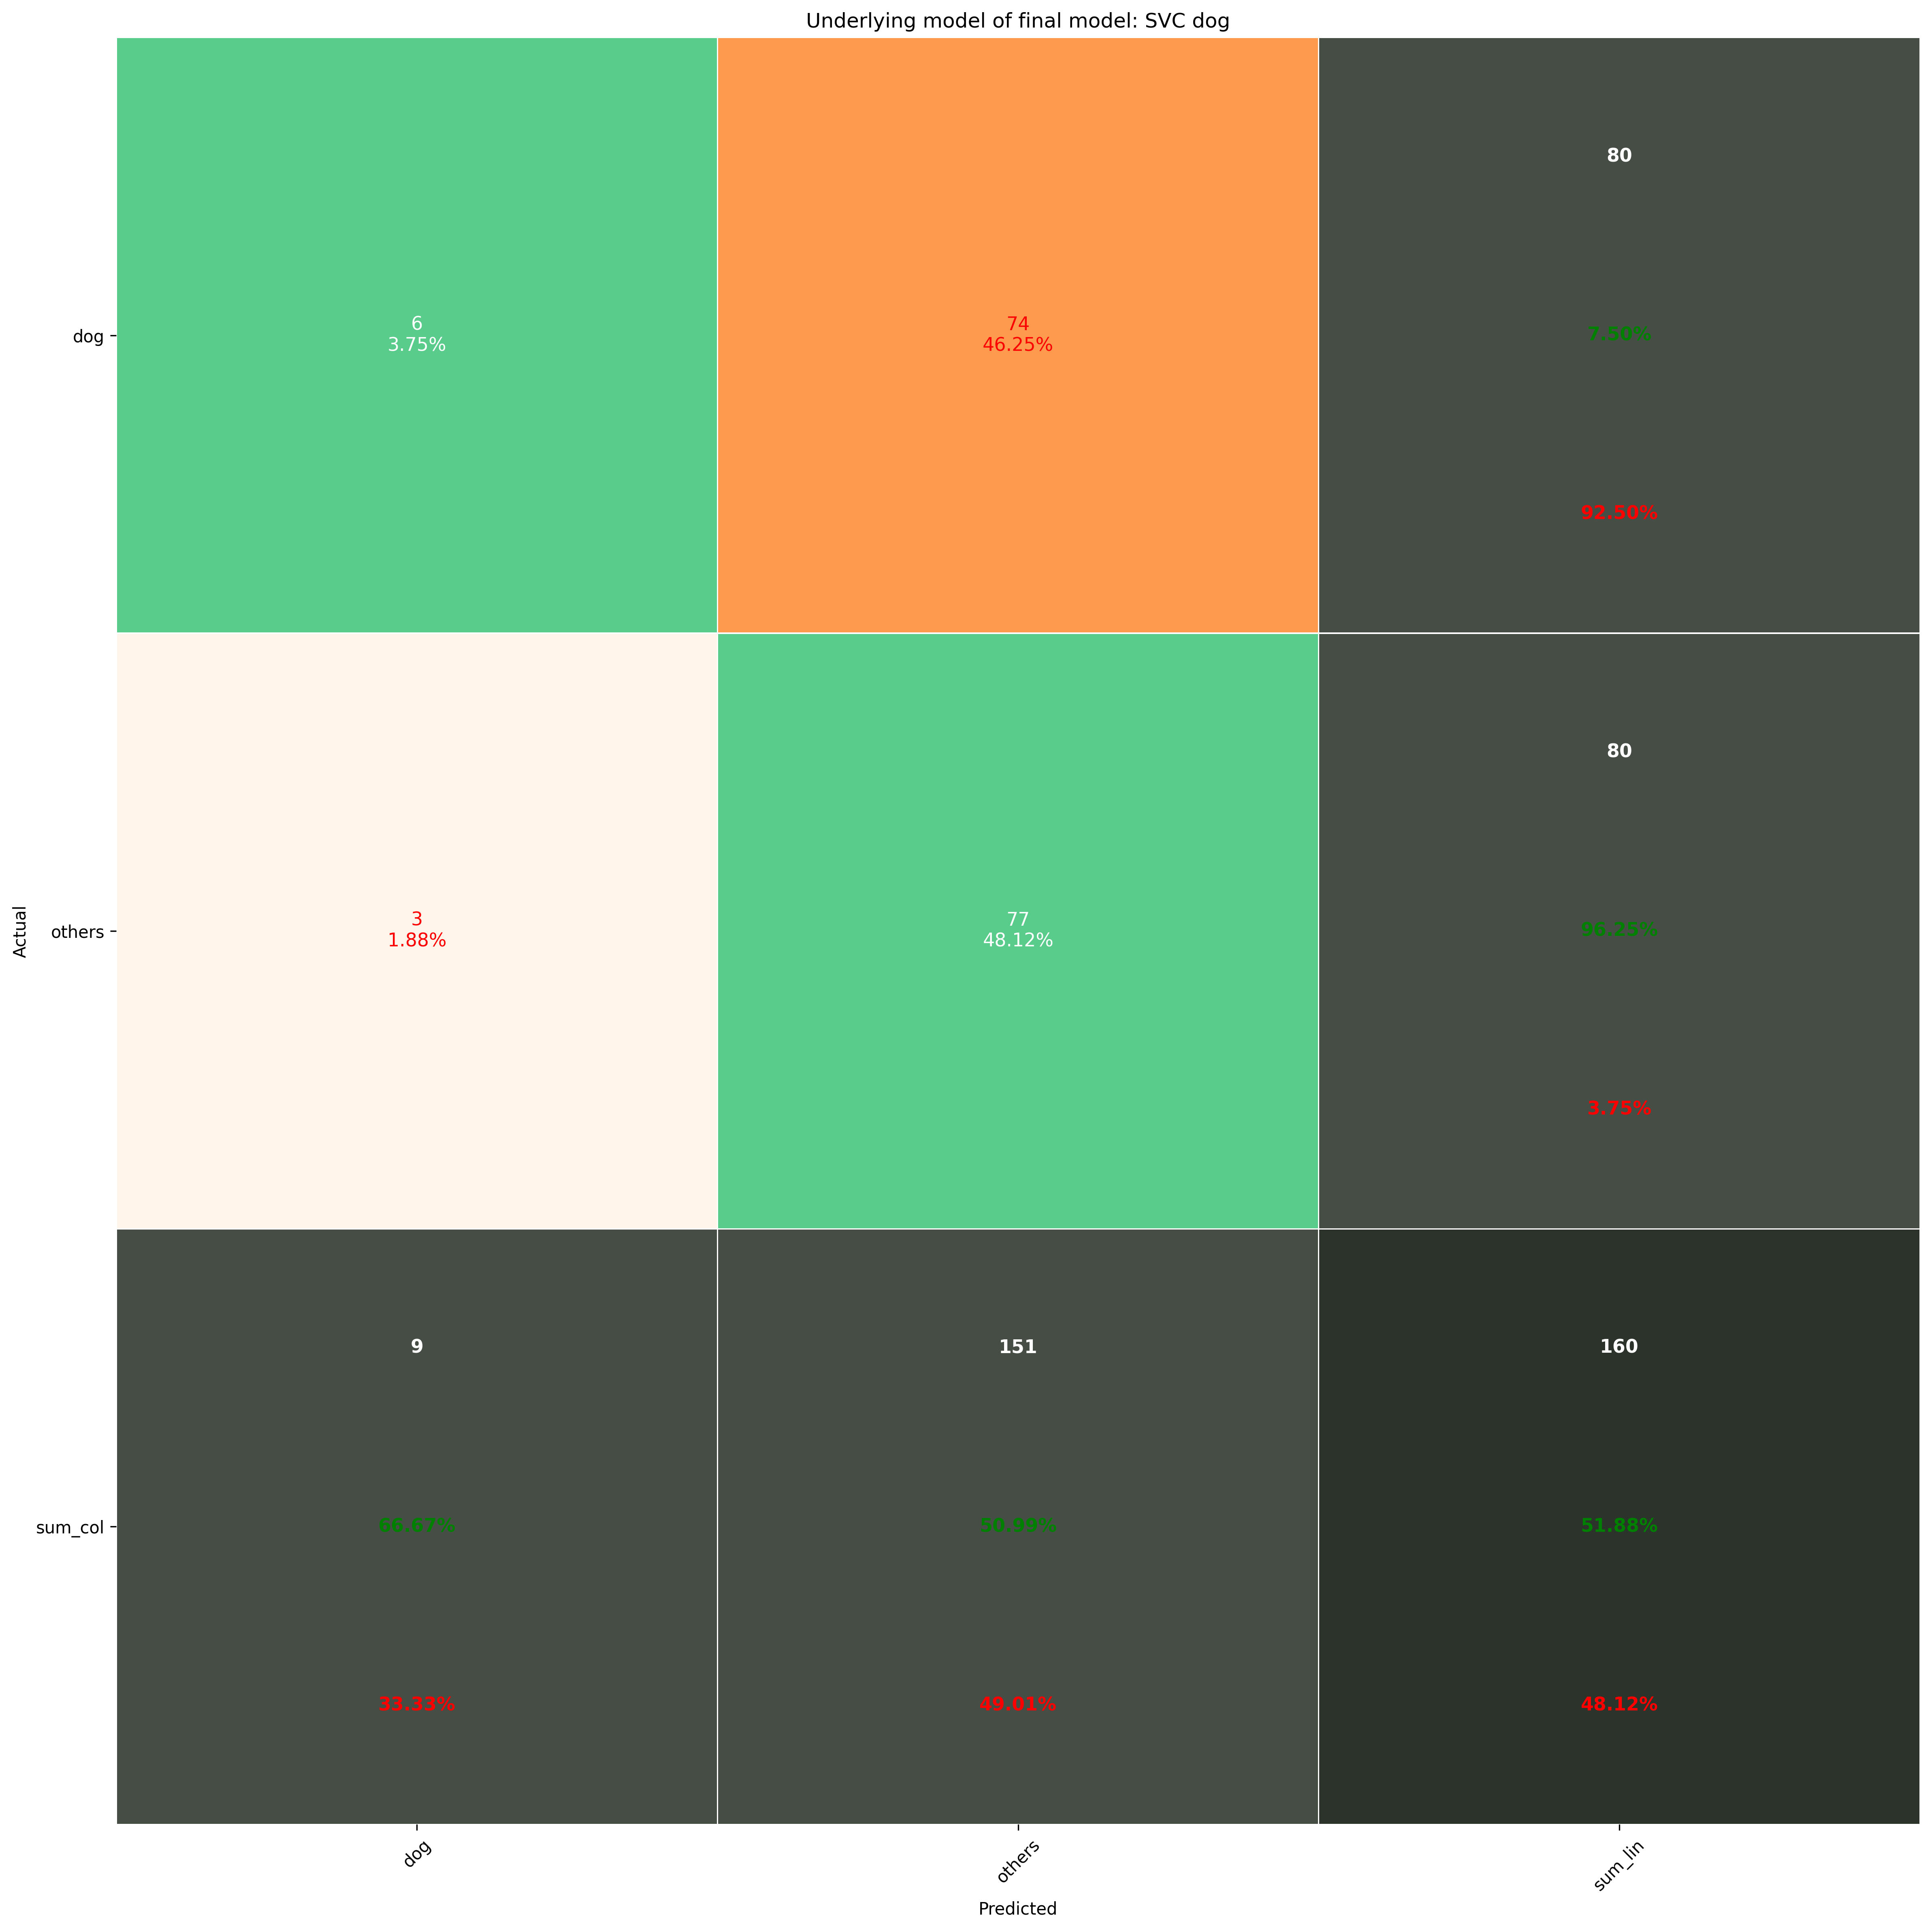 Underlying model of final model: SVC dog
80
dog
6
3.75%
74
46.25%
7.50%
92.50%
80
Actual
others
3
1.88%
77
48.12%
96.25%
3.75%
9
151
160
sum_col
66.67%
50.99%
51.88%
33.33%
49.01%
48.12%
dog
others
sum_lin
Predicted